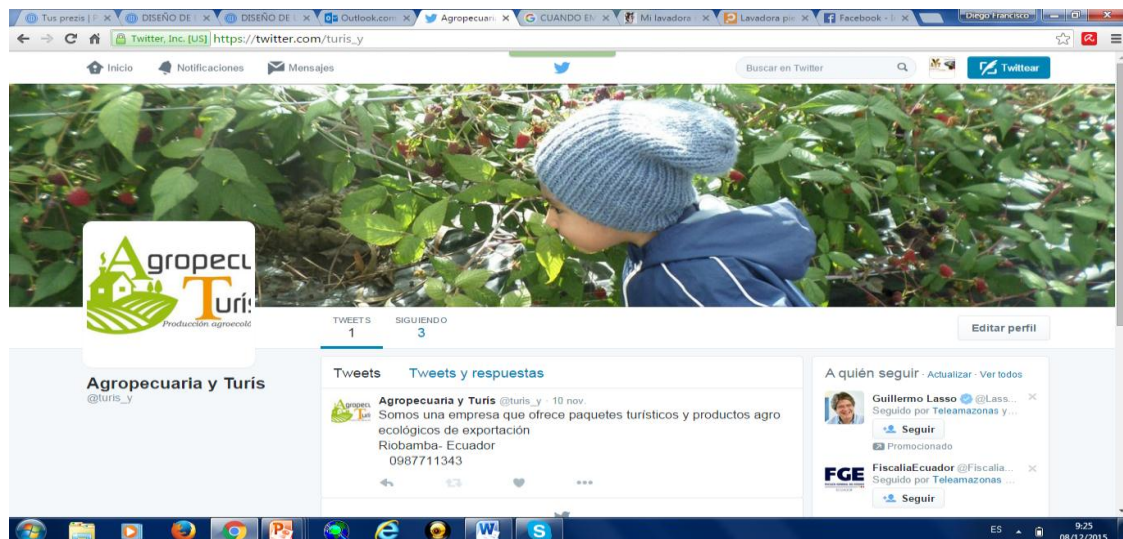 Tus prezis | P
DISEÑO DE
DISEÑO DE
Outlook.com
Agropecuari
G CUANDO EN
Mi lavadora
Lavadora pie
Facebook -
Diego Francisco
Twitter, Inc. [US] https://twitter.com/turis_y
Inicio Notificaciones Mensajes Buscar en Twitter Twittear
Agropecu
Turís
Producción agroecoló
TWEETS SIGUIENDO
1 3
Editar perfil
Agropecuaria y Turís
@turis_y
Tweets Tweets y respuestas
Agropecuaria y Turís @turis_y · 10 nov.
Somos una empresa que ofrece paquetes turísticos y productos agro
ecológicos de exportación
Riobamba- Ecuador
0987711343
A quién seguir · Actualizar · Ver todos
Guillermo Lasso @Lass...
Seguido por Teleamazonas y...
Seguir
Promocionado
FGE
FiscaliaEcuador @Fiscalia...
Seguido por Teleamazonas ...
Seguir
ES 9:25
08/12/2015